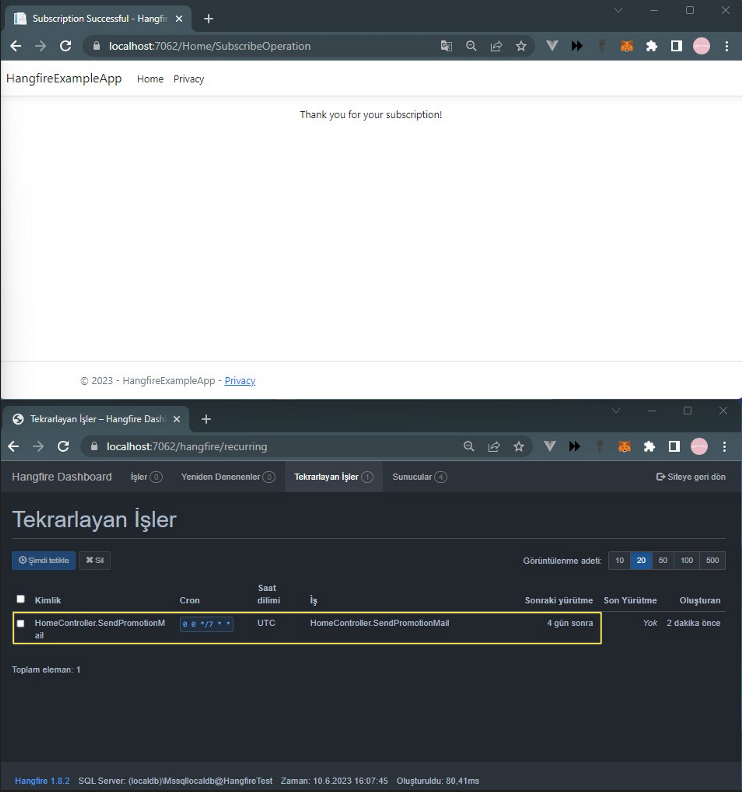 Subscription Successful - Hangfir
localhost:7062/Home/SubscribeOperation
HangfireExampleApp Home Privacy
Thank you for your subscription!
© 2023 - HangfireExampleApp - Privacy
Tekrarlayan İşler – Hangfire Dash
localhost:7062/hangfire/recurring
Hangfire Dashboard İşler 0 Yeniden Denenenler 0 Tekrarlayan İşler 1 Sunucular 4 Siteye geri dön
Tekrarlayan İşler
Şimdi tetikle Sil Görüntülenme adeti: 10 20 50 100 500
Kimlik Cron Saat dilimi İş Sonraki yürütme Son Yürütme Oluşturan
HomeController.SendPromotionM
ail
0 0 */7 * * UTC HomeController.SendPromotionMail 4 gün sonra Yok 2 dakika önce
Toplam eleman: 1
Hangfire 1.8.2 SQL Server: (localdb)\Mssqllocaldb@HangfireTest Zaman: 10.6.2023 16:07:45 Oluşturuldu: 80,41ms